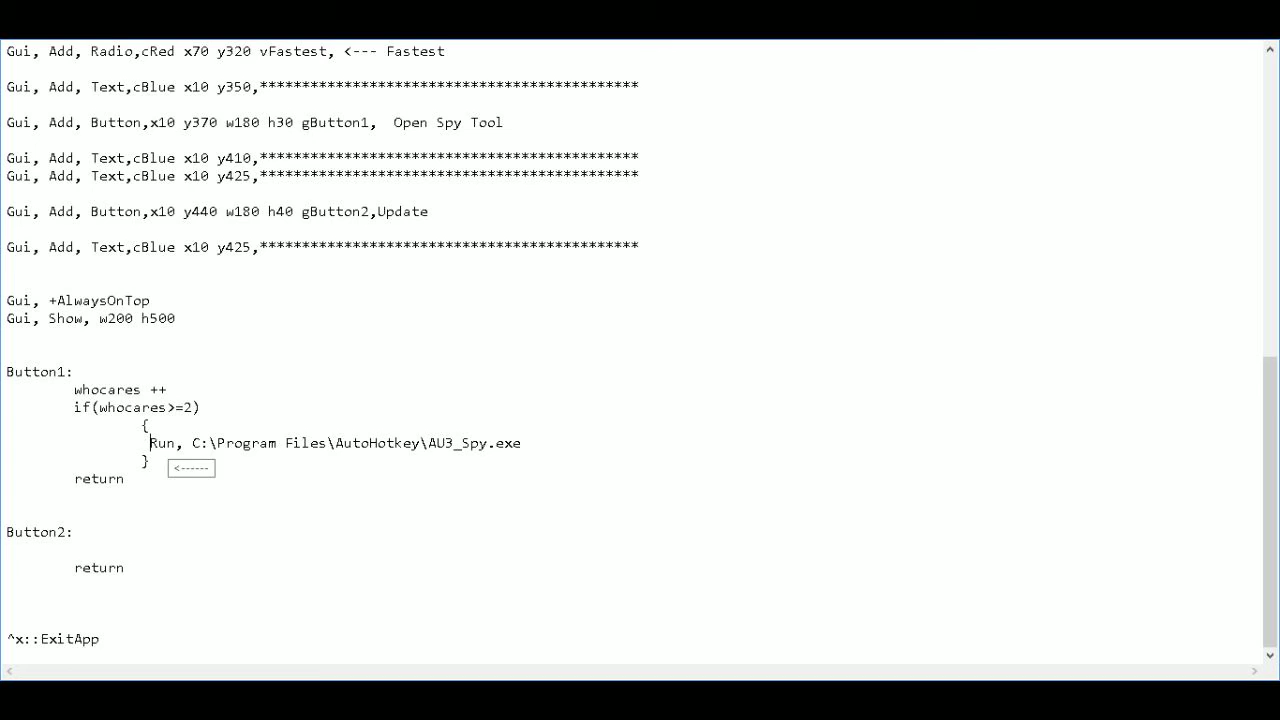 Gui, Add, Radio,cRed x70 y320 vFastest, <--- Fastest
Gui, Add, Text,cBlue x10 y350,*********************************************
Gui, Add, Button,x10 y370 w180 h30 gButton1,  Open Spy Tool
Gui, Add, Text,cBlue x10 y410,*********************************************
Gui, Add, Text,cBlue x10 y425,*********************************************
Gui, Add, Button,x10 y440 w180 h40 gButton2,Update
Gui, Add, Text,cBlue x10 y425,*********************************************
Gui, +AlwaysOnTop
Gui, Show, w200 h500
Button1:
whocares ++
if(whocares>=2)
{
Run, C:\Program Files\AutoHotkey\AU3_Spy.exe
}
<------
return
Button2:
return
^x::ExitApp